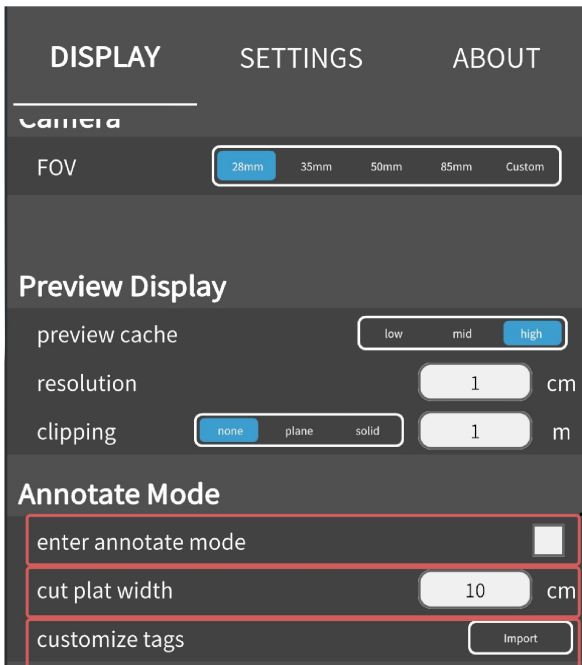 DISPLAY SETTINGS ABOUT
Camera
FOV 28mm 35mm 50mm 85mm Custom
Preview Display
preview cache low mid high
resolution 1 cm
clipping none plane solid 1 m
Annotate Mode
enter annotate mode
cut plat width 10 cm
customize tags Import